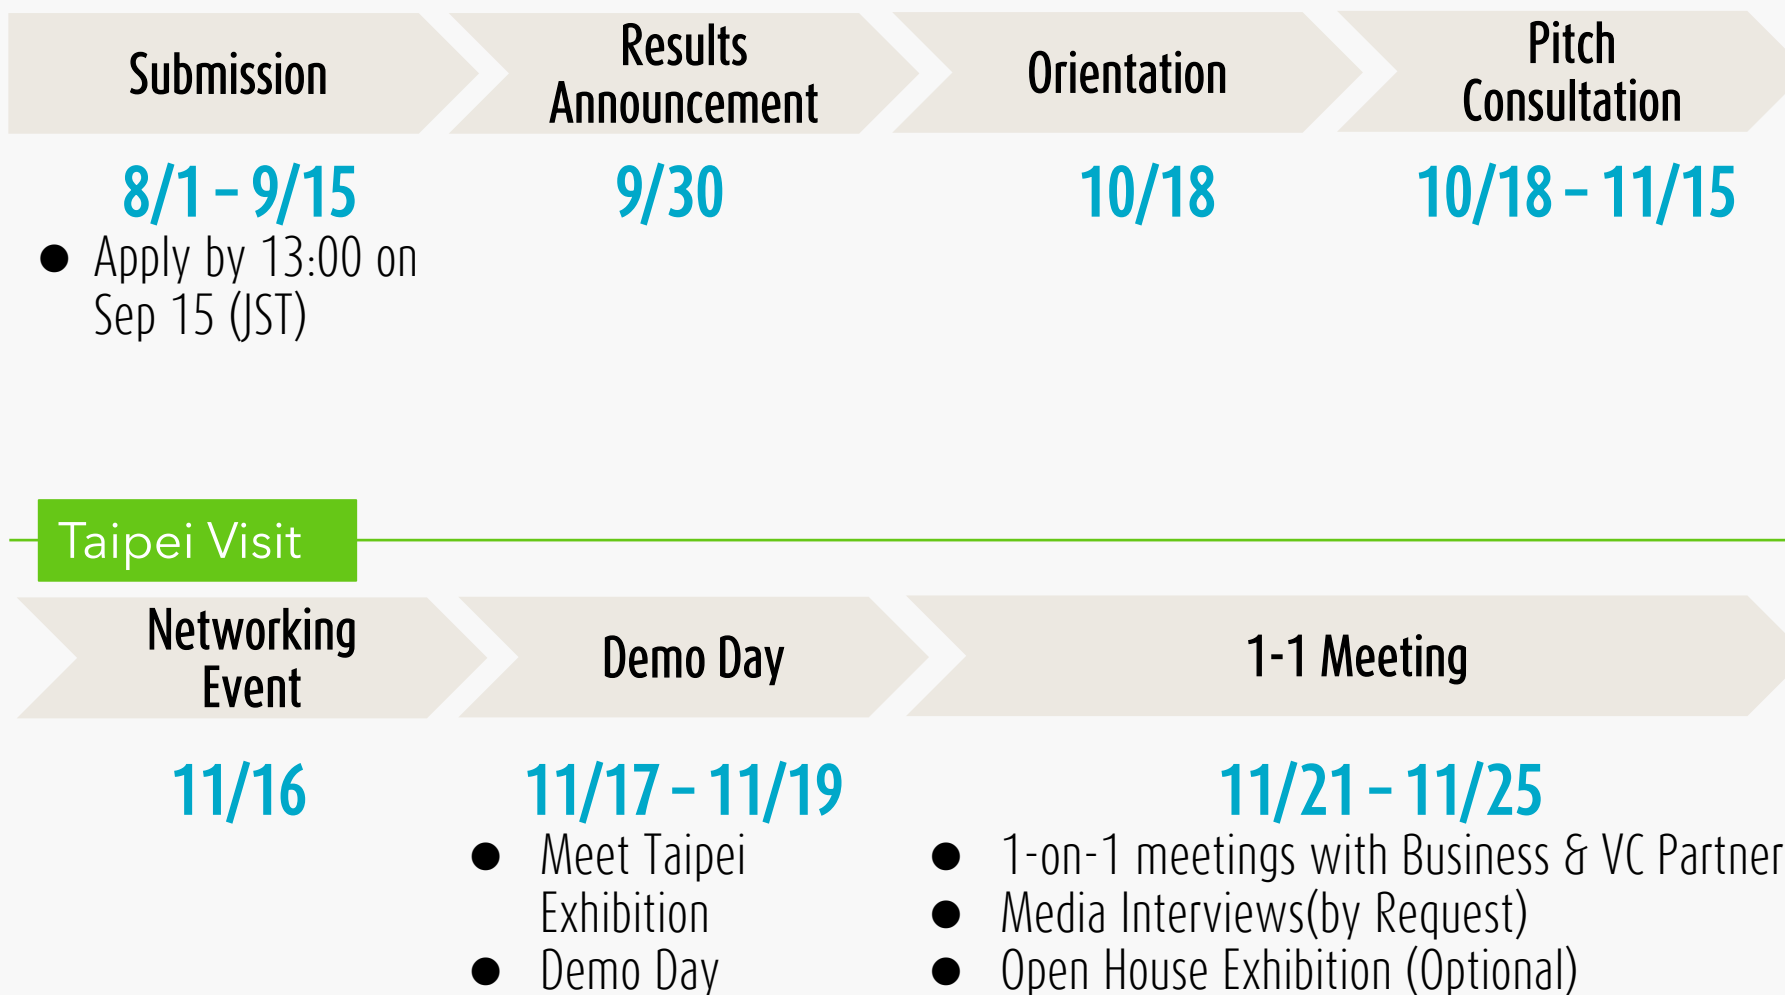 Submission
Results
Announcement
Orientation
Pitch
Consultation
8/1 – 9/15
9/30
10/18
10/18 – 11/15
● Apply by 13:00 on
Sep 15 (JST)
Taipei Visit
Networking
Event
Demo Day
1-1 Meeting
11/16
11/17 – 11/19
11/21 – 11/25
● Meet Taipei
Exhibition
● Demo Day
● 1-on-1 meetings with Business & VC Partner
● Media Interviews(by Request)
● Open House Exhibition (Optional)